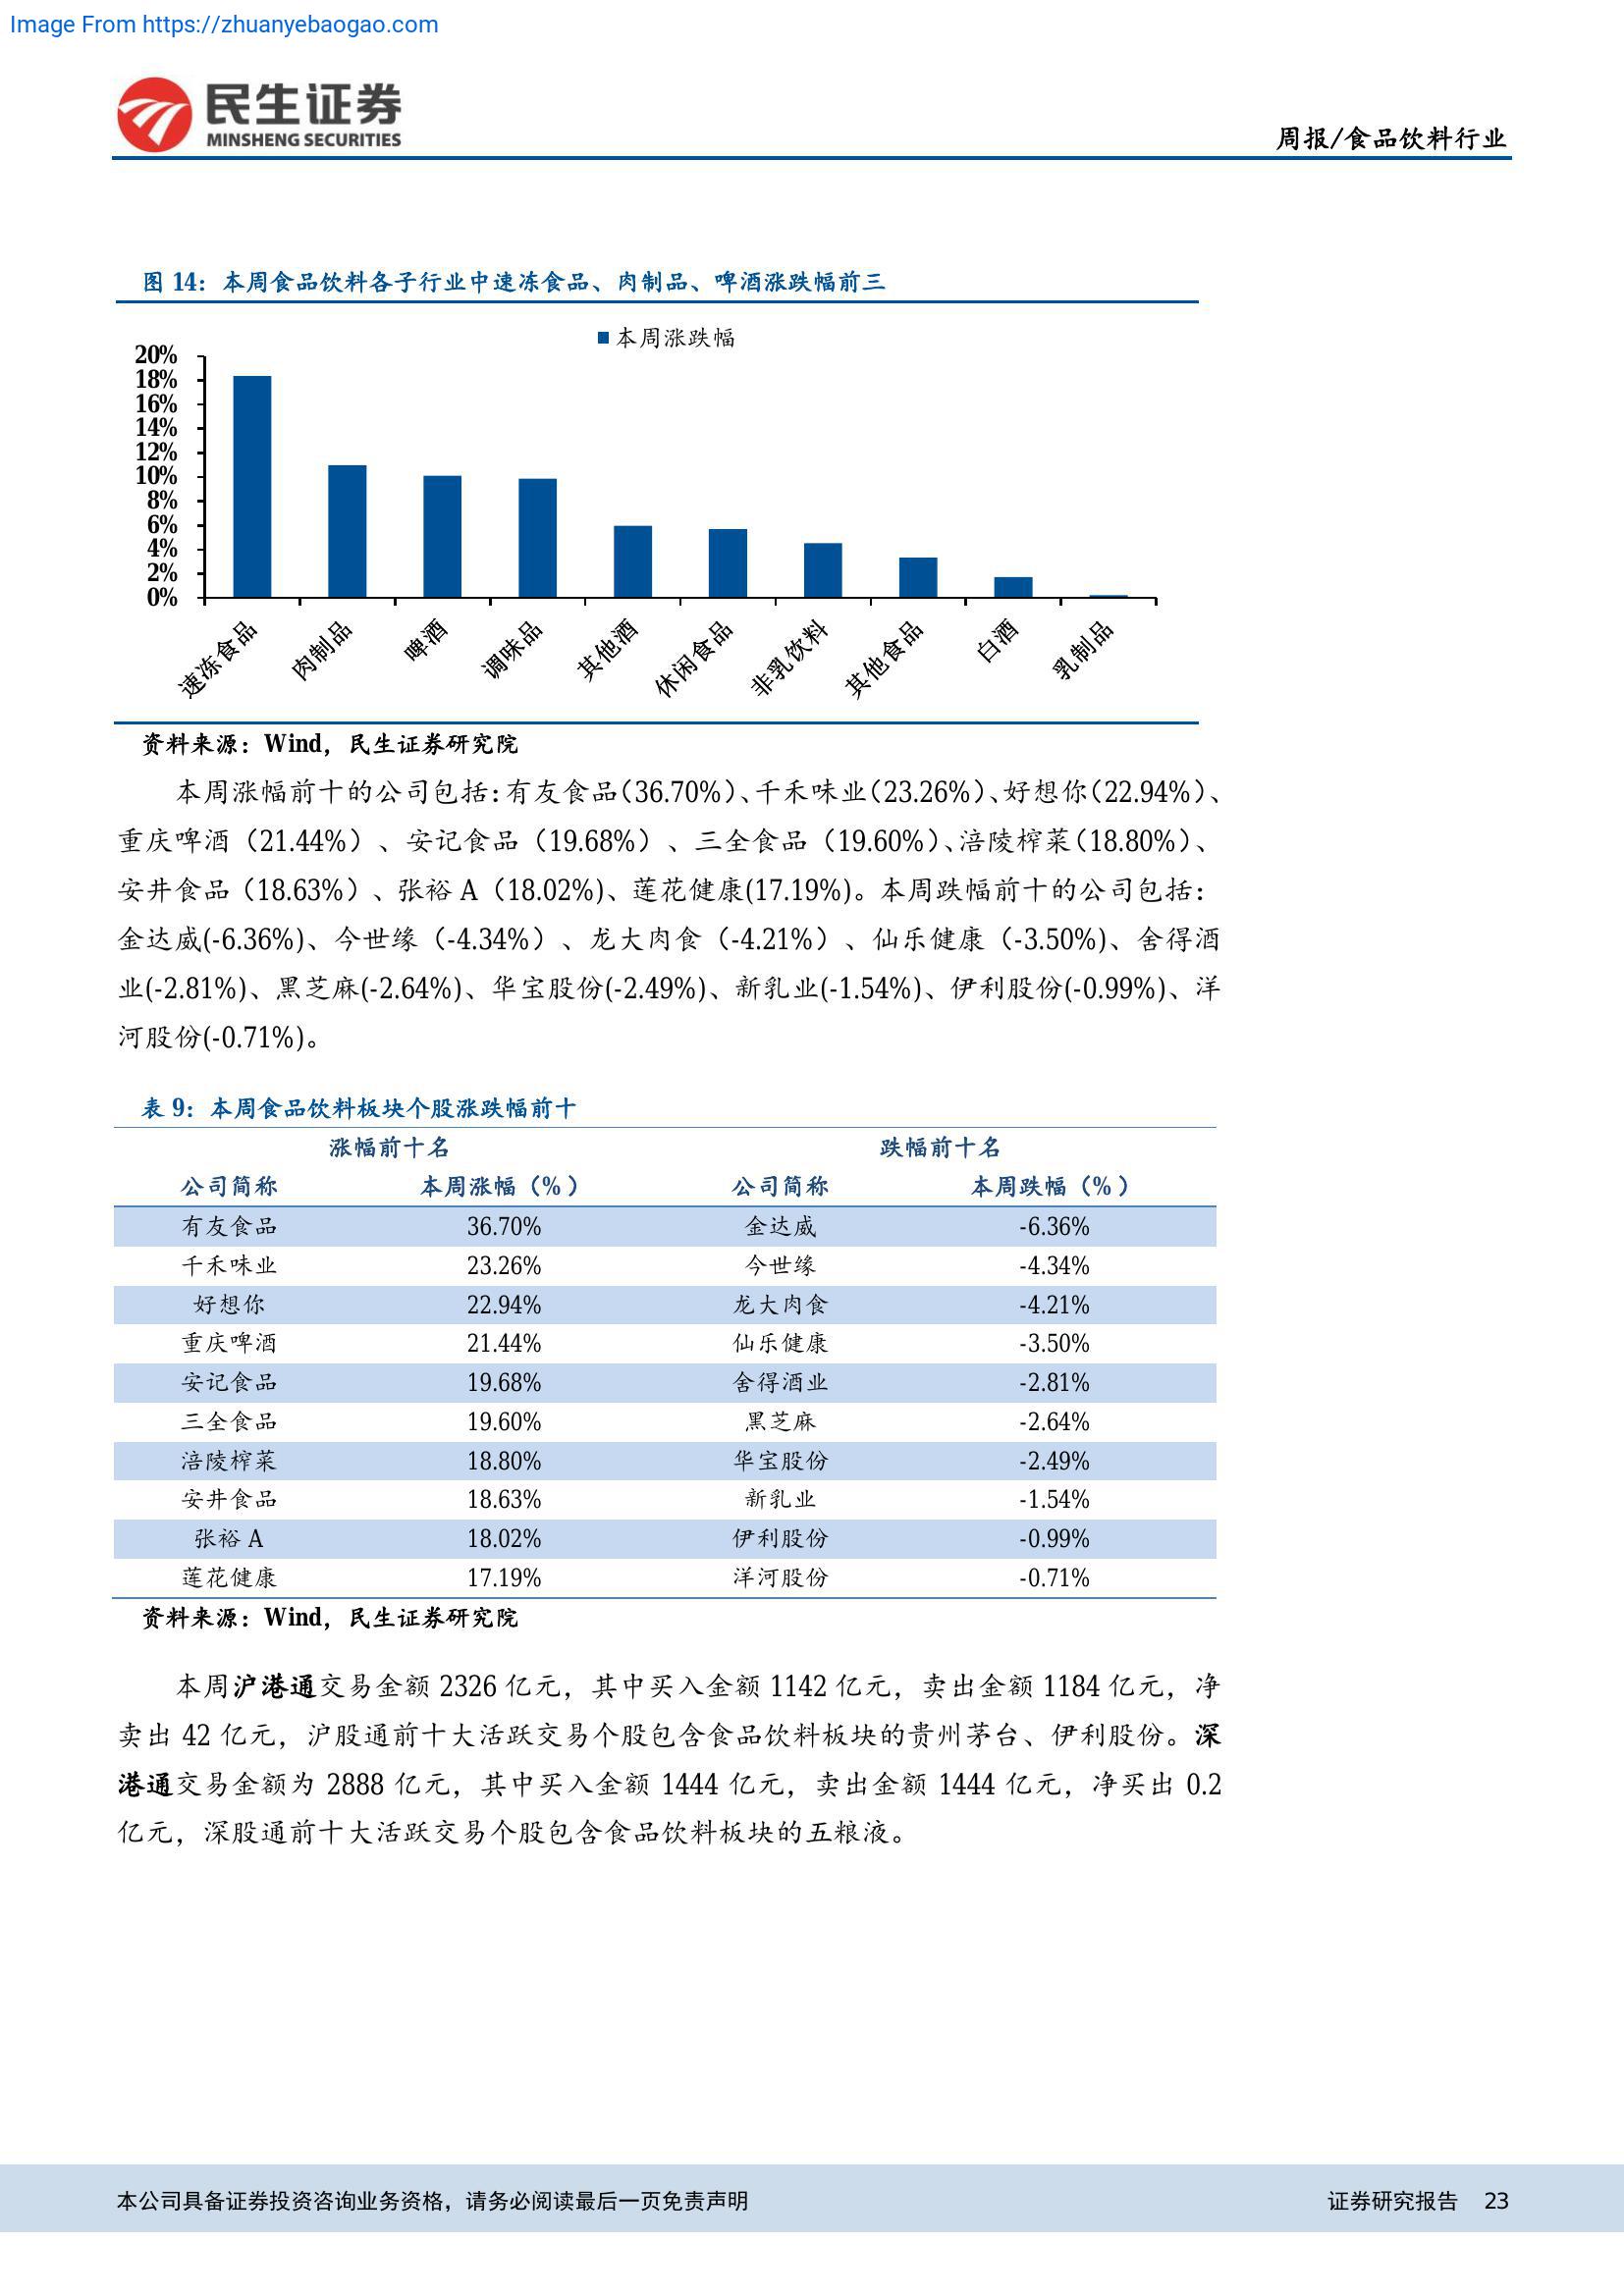 Image From https://zhuanyebaogao.com
民生证券
MINSHENG SECURITIES
周报/食品饮料行业
图 14：本周食品饮料各子行业中速冻食品、肉制品、啤酒涨跌幅前三
本周涨跌幅
20%
18%
16%
14%
12%
10%
8%
6%
4%
2%
0%
速冻食品 肉制品 啤酒 调味品 其他酒 休闲食品 非乳饮料 其他食品 白酒 乳制品
资料来源：Wind，民生证券研究院
本周涨幅前十的公司包括：有友食品（36.70%）、千禾味业（23.26%）、好想你（22.94%）、
重庆啤酒（21.44%）、安记食品（19.68%）、三全食品（19.60%）、涪陵榨菜（18.80%）、
安井食品（18.63%）、张裕 A（18.02%)、莲花健康(17.19%)。本周跌幅前十的公司包括：
金达威(-6.36%)、今世缘（-4.34%）、龙大肉食（-4.21%）、仙乐健康（-3.50%)、舍得酒
业(-2.81%)、黑芝麻(-2.64%)、华宝股份(-2.49%)、新乳业(-1.54%)、伊利股份(-0.99%)、洋
河股份(-0.71%)。
表 9：本周食品饮料板块个股涨跌幅前十
涨幅前十名 跌幅前十名
公司简称 本周涨幅（%） 公司简称 本周跌幅（%）
有友食品 36.70% 金达威 -6.36%
千禾味业 23.26% 今世缘 -4.34%
好想你 22.94% 龙大肉食 -4.21%
重庆啤酒 21.44% 仙乐健康 -3.50%
安记食品 19.68% 舍得酒业 -2.81%
三全食品 19.60% 黑芝麻 -2.64%
涪陵榨菜 18.80% 华宝股份 -2.49%
安井食品 18.63% 新乳业 -1.54%
张裕 A 18.02% 伊利股份 -0.99%
莲花健康 17.19% 洋河股份 -0.71%
资料来源：Wind，民生证券研究院
本周沪港通交易金额 2326 亿元，其中买入金额 1142 亿元，卖出金额 1184 亿元，净
卖出 42 亿元，沪股通前十大活跃交易个股包含食品饮料板块的贵州茅台、伊利股份。深
港通交易金额为 2888 亿元，其中买入金额 1444 亿元，卖出金额 1444 亿元，净买出 0.2
亿元，深股通前十大活跃交易个股包含食品饮料板块的五粮液。
本公司具备证券投资咨询业务资格，请务必阅读最后一页免责声明 证券研究报告 23